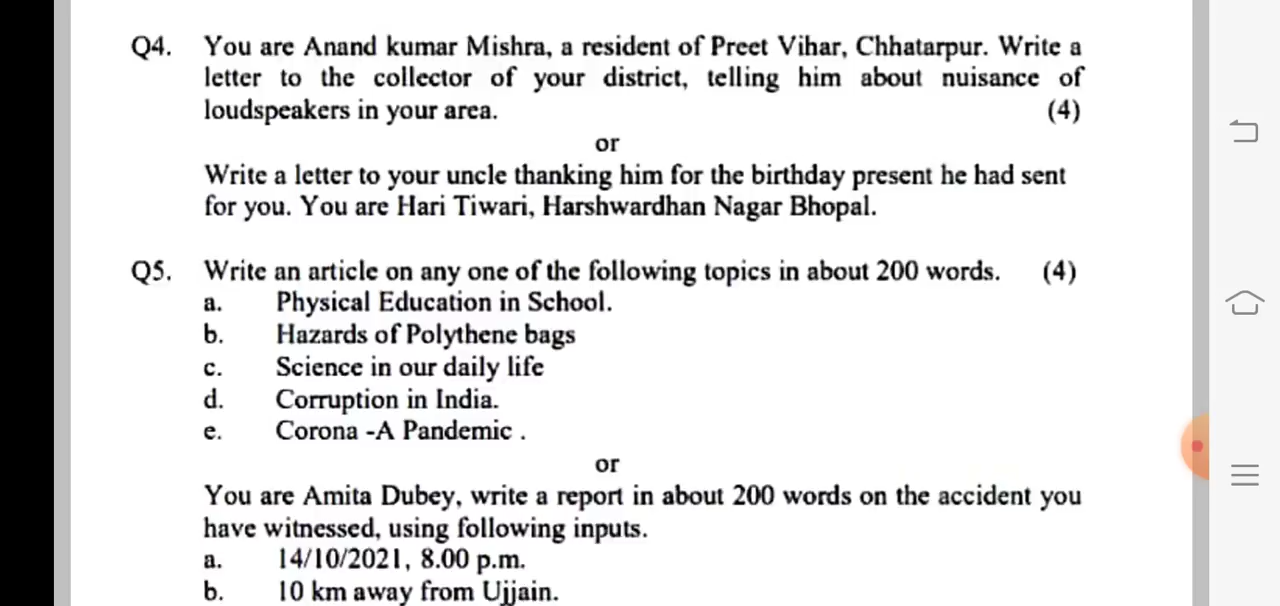 Q4. You are Anand kumar Mishra, a resident of Preet Vihar, Chhatarpur. Write a
letter to the collector of your district, telling him about nuisance of
loudspeakers in your area. (4)
or
Write a letter to your uncle thanking him for the birthday present he had sent
for you. You are Hari Tiwari, Harshwardhan Nagar Bhopal.
Q5. Write an article on any one of the following topics in about 200 words. (4)
a. Physical Education in School.
b. Hazards of Polythene bags
c. Science in our daily life
d. Corruption in India.
e. Corona -A Pandemic .
or
You are Amita Dubey, write a report in about 200 words on the accident you
have witnessed, using following inputs.
a. 14/10/2021, 8.00 p.m.
b. 10 km away from Ujjain.